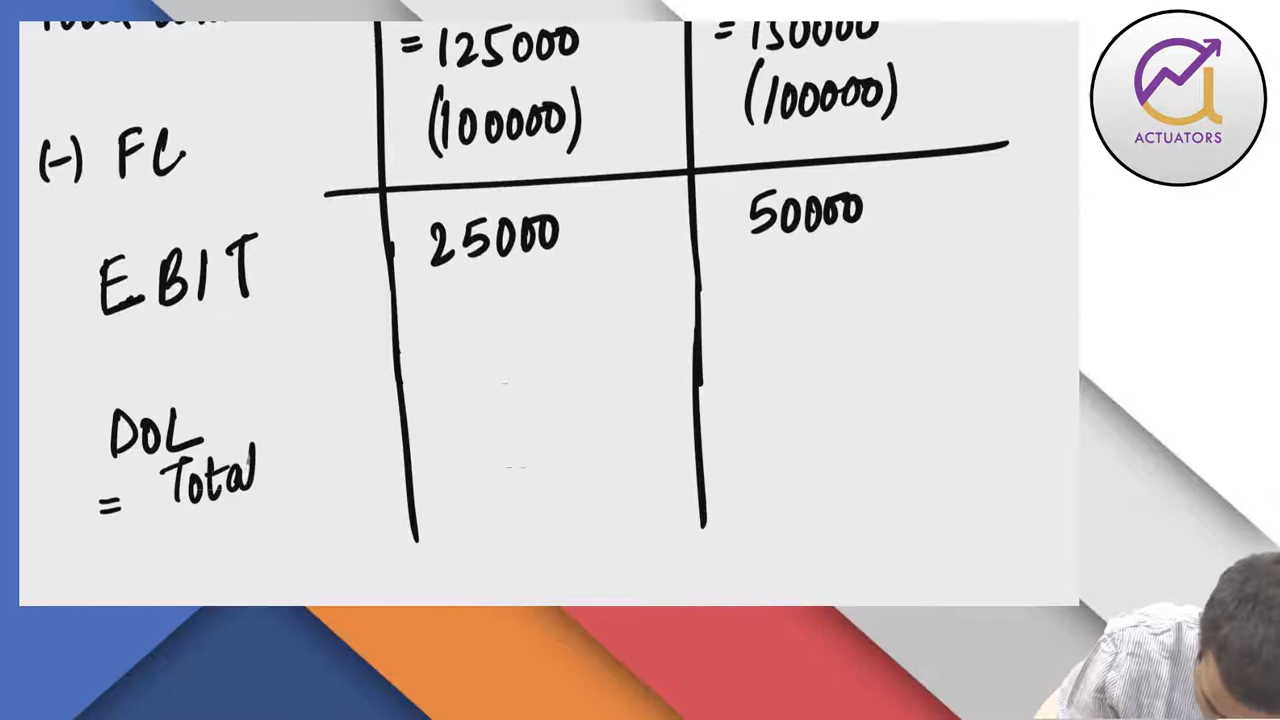 = 125000 = 150000
(-) FC (100000) (100000)
EBIT 25000 50000
DOL
= Total
ACTUATORS